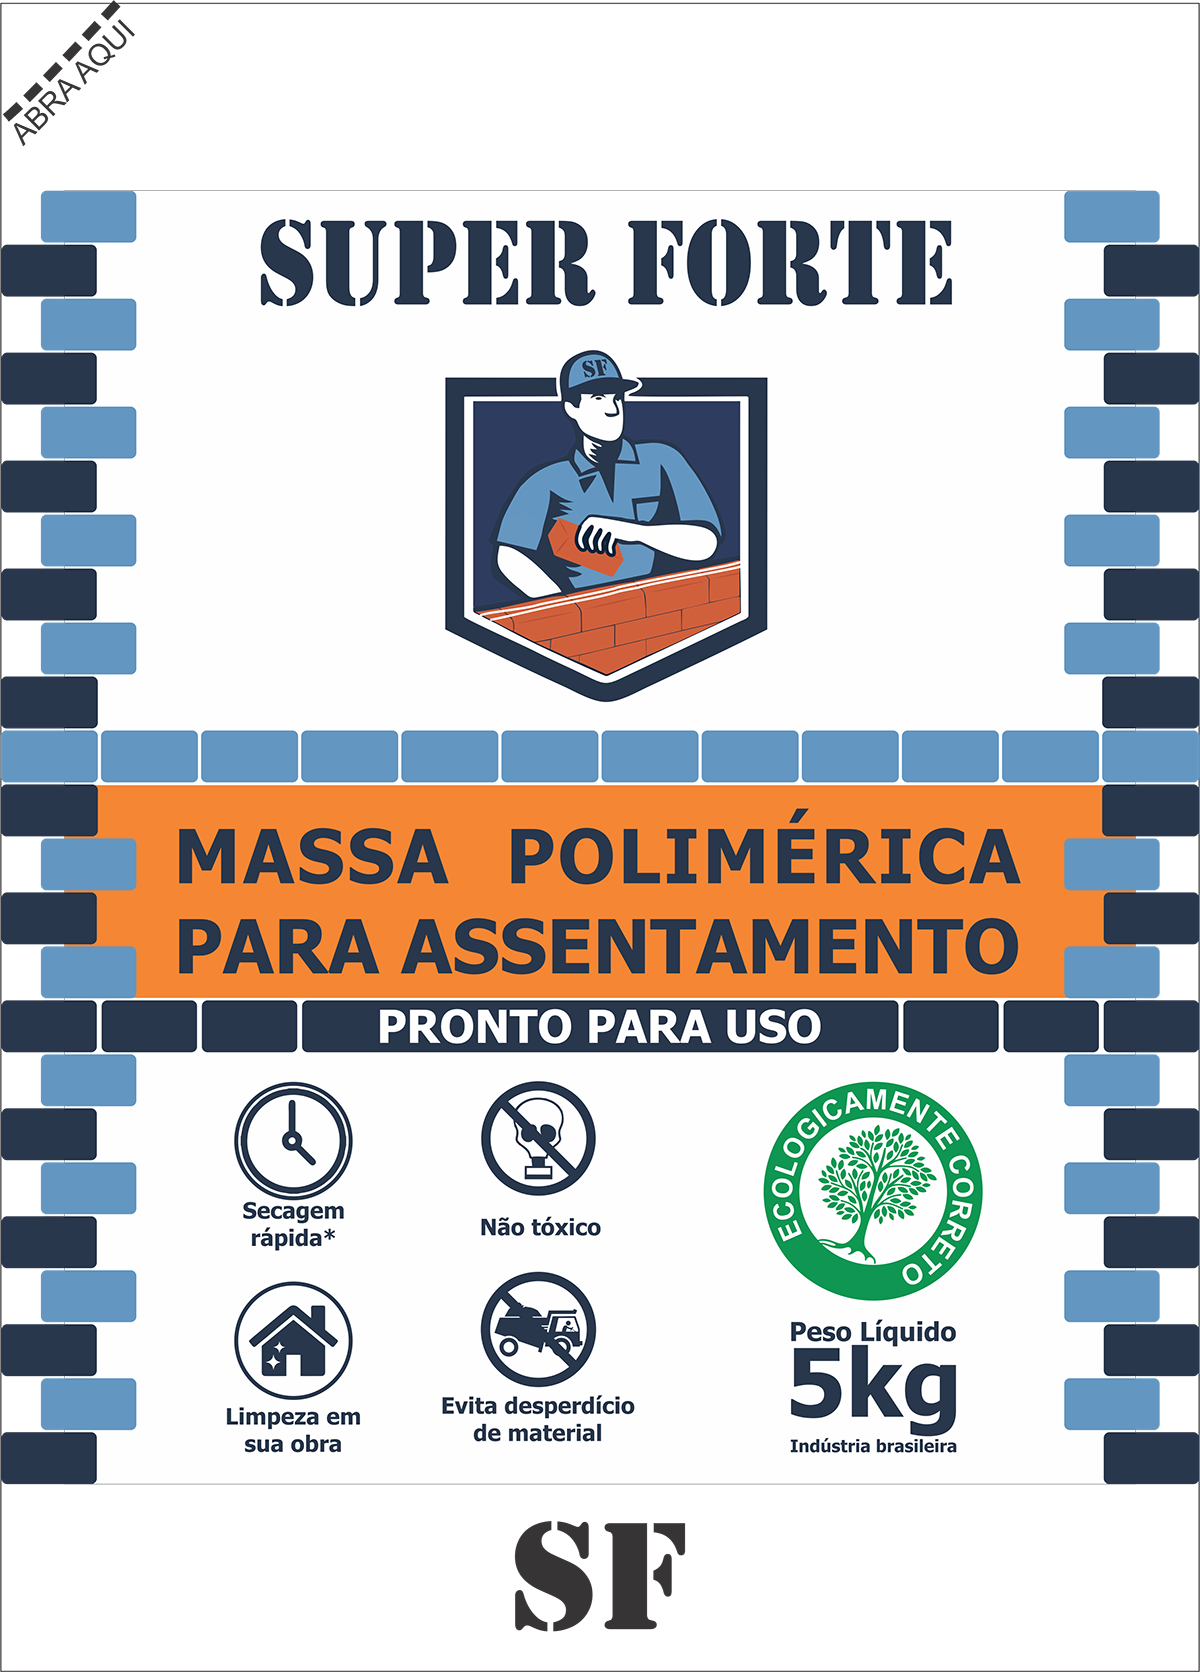 ABRA AQUI
SUPER FORTE
SF
MASSA POLIMÉRICA
PARA ASSENTAMENTO
PRONTO PARA USO
Secagem
rápida*
Não tóxico
ECOLOGICAMENTE CORRETO
Limpeza em
sua obra
Evita desperdício
de material
Peso Líquido
5kg
Indústria brasileira
SF